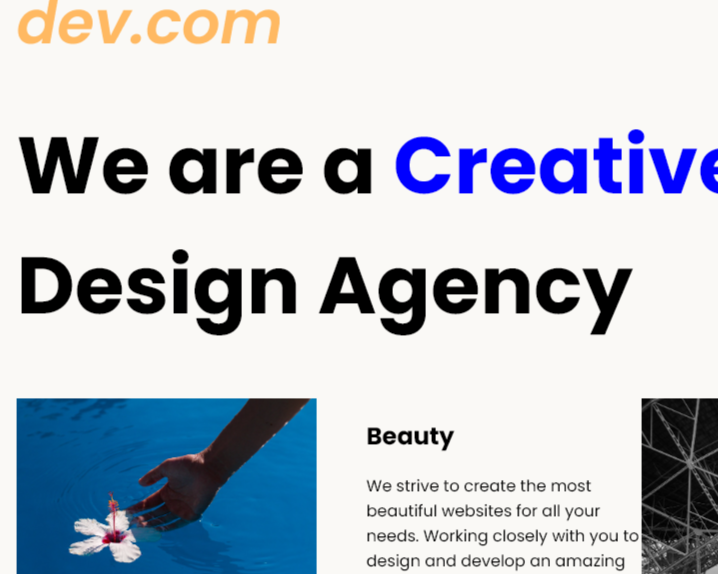 dev.com
We are a Creative
Design Agency
Beauty
We strive to create the most
beautiful websites for all your
needs. Working closely with you to
design and develop an amazing